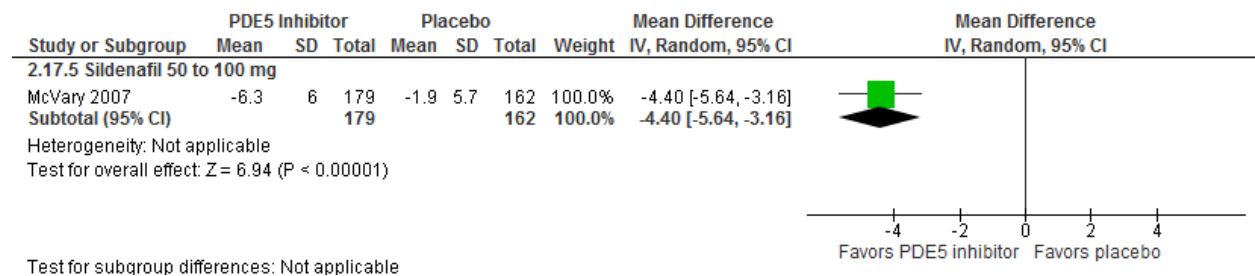 PDE5 Inhibitor Placebo Mean Difference Mean Difference
Study or Subgroup Mean SD Total Mean SD Total Weight IV, Random, 95% CI IV, Random, 95% CI
2.17.5 Sildenafil 50 to 100 mg
McVary 2007 -6.3 6 179 -1.9 5.7 162 100.0% -4.40 [-5.64, -3.16]
Subtotal (95% CI) 179 162 100.0% -4.40 [-5.64, -3.16]
Heterogeneity: Not applicable
Test for overall effect: Z = 6.94 (P < 0.00001)
-4 -2 0 2 4
Favors PDE5 inhibitor Favors placebo
Test for subgroup differences: Not applicable